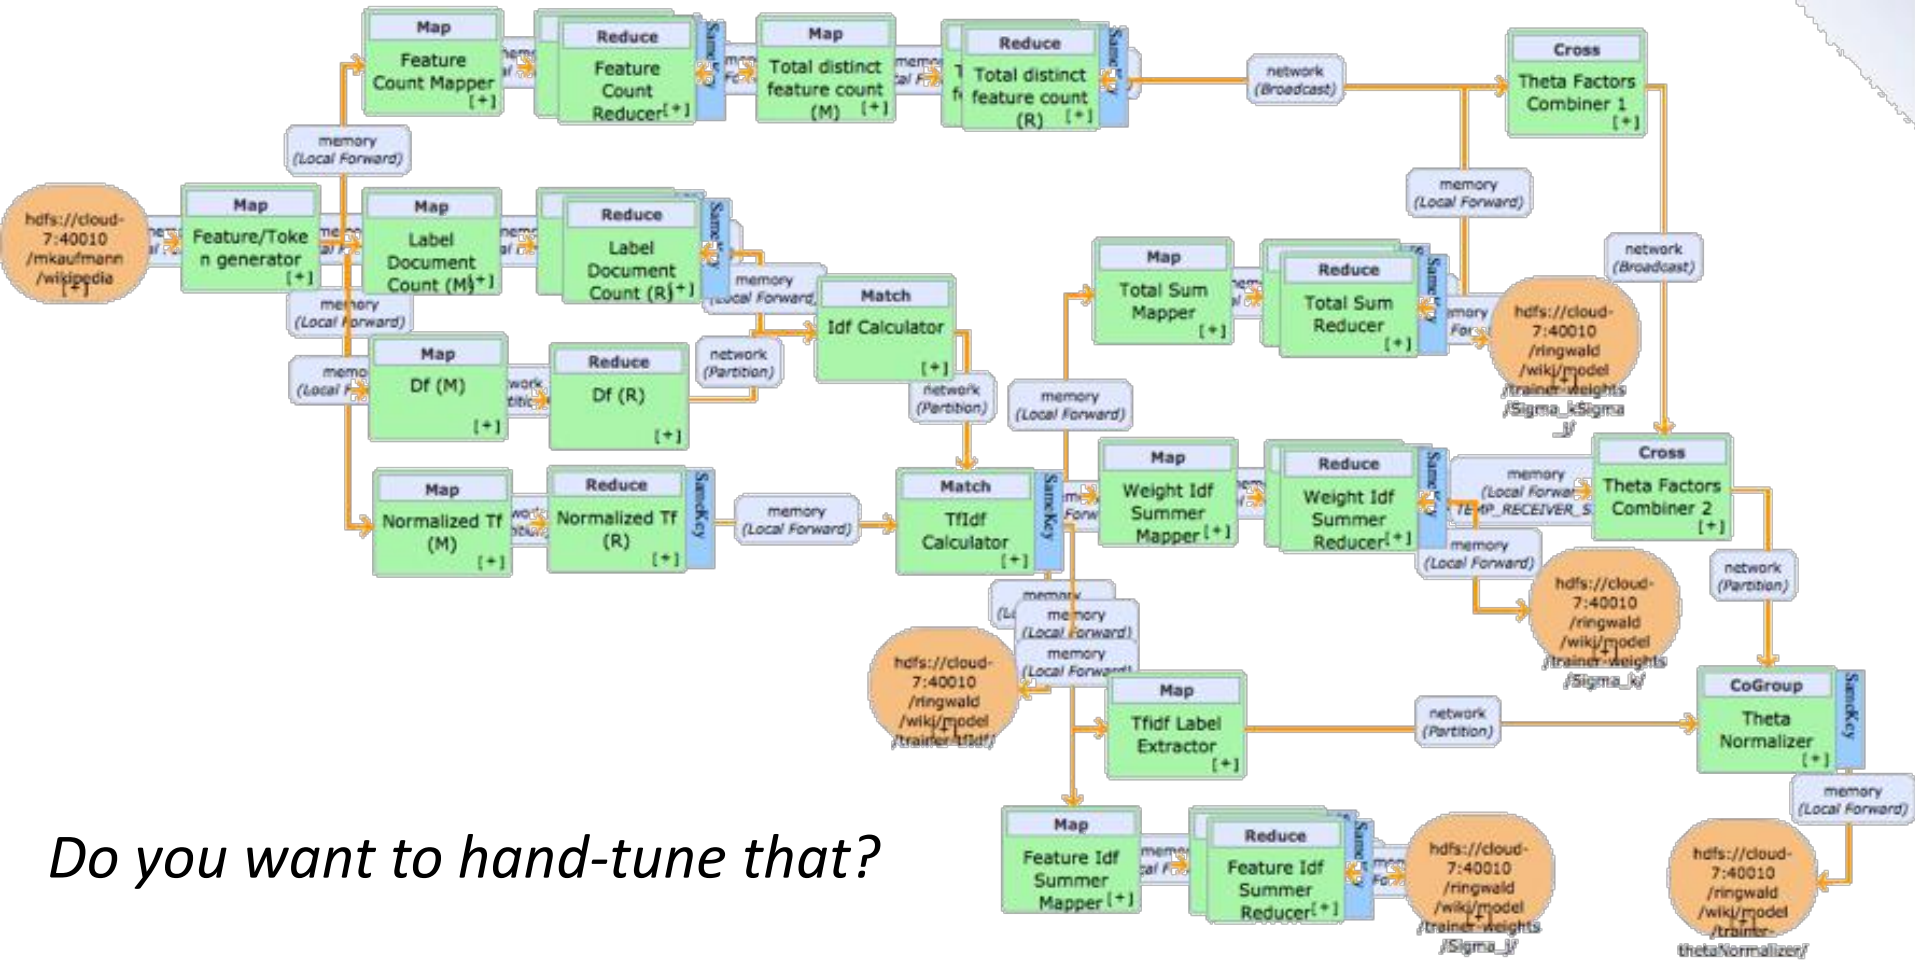 Map
Feature
Count Mapper
[+]
Reduce
Feature
Count
Reducer[+]
SameKey
Map
Total distinct
feature count
(M) [+]
Reduce
Total distinct
feature count
(R) [+]
network
(Broadcast)
Cross
Theta Factors
Combiner 1
[+]
memory
(Local Forward)
memory
(Local Forward)
network
(Broadcast)
hdfs://cloud-
7:40010
/mkaufmann
/wikipedia
[+]
Map
Feature/Toke
n generator
[+]
Map
Label
Document
Count (M)[+]
Reduce
Label
Document
Count (R)[+]
memory
(Local Forward)
memory
(Local Forward)
Match
Idf Calculator
[+]
Map
Total Sum
Mapper
[+]
Reduce
Total Sum
Reducer
[+]
hdfs://cloud-
7:40010
/ringwald
/wiki/model
[+]
/trainer-weights
/Sigma_kSigma
_j/
Map
Df (M)
[+]
Reduce
Df (R)
[+]
network
(Partition)
network
(Partition)
memory
(Local Forward)
Map
Normalized Tf
(M)
[+]
Reduce
Normalized Tf
(R)
[+]
SameKey
memory
(Local Forward)
Match
TfIdf
Calculator
[+]
SameKey
Map
Weight Idf
Summer
Mapper[+]
Reduce
Weight Idf
Summer
Reducer[+]
memory
TEMP_RECEIVER_S
Cross
Theta Factors
Combiner 2
[+]
memory
(Local Forward)
network
(Partition)
hdfs://cloud-
7:40010
/ringwald
/wiki/model
[+]
/trainer-weights
/Sigma_k/
memory
memory
(Local Forward)
memory
(Local Forward)
hdfs://cloud-
7:40010
/ringwald
/wiki/model
[+]
/trainer-tfidf/
Map
Tfidf Label
Extractor
[+]
network
(Partition)
CoGroup
Theta
Normalizer
[+]
SameKey
memory
(Local Forward)
Map
Feature Idf
Summer
Mapper[+]
Reduce
Feature Idf
Summer
Reducer[+]
hdfs://cloud-
7:40010
/ringwald
/wiki/model
[+]
/trainer-weights
/Sigma_j/
hdfs://cloud-
7:40010
/ringwald
/wiki/model
[+]
/trainer-
thetaNormalizer/
Do you want to hand-tune that?